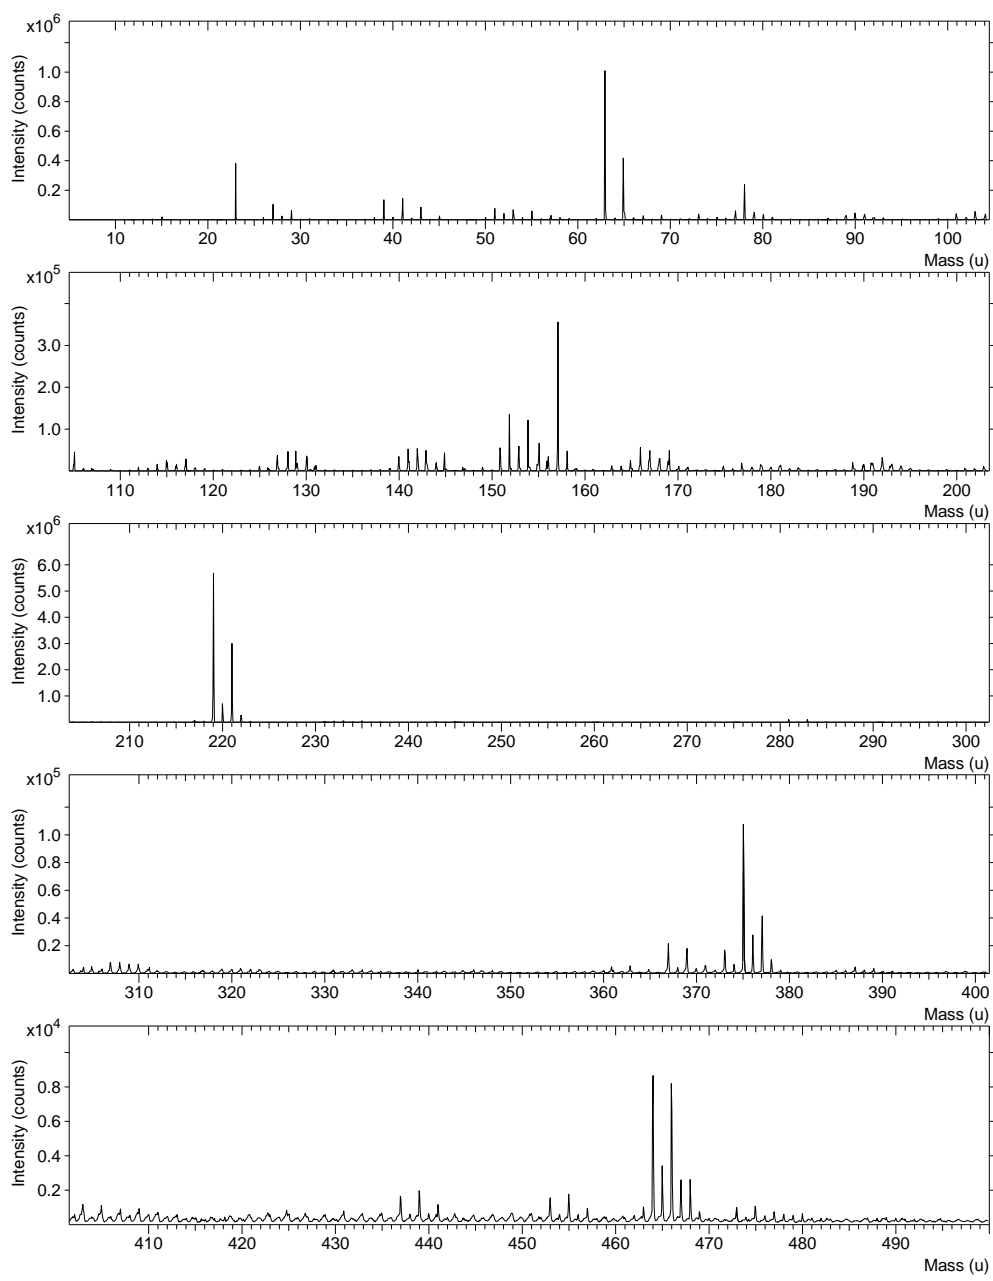 x10⁶
Intensity (counts)
1.0
0.8
0.6
0.4
0.2
10 20 30 40 50 60 70 80 90 100
Mass (u)
x10⁵
Intensity (counts)
3.0
2.0
1.0
110 120 130 140 150 160 170 180 190 200
Mass (u)
x10⁶
Intensity (counts)
6.0
5.0
4.0
3.0
2.0
1.0
210 220 230 240 250 260 270 280 290 300
Mass (u)
x10⁵
Intensity (counts)
1.0
0.8
0.6
0.4
0.2
310 320 330 340 350 360 370 380 390 400
Mass (u)
x10⁴
Intensity (counts)
0.8
0.6
0.4
0.2
410 420 430 440 450 460 470 480 490
Mass (u)